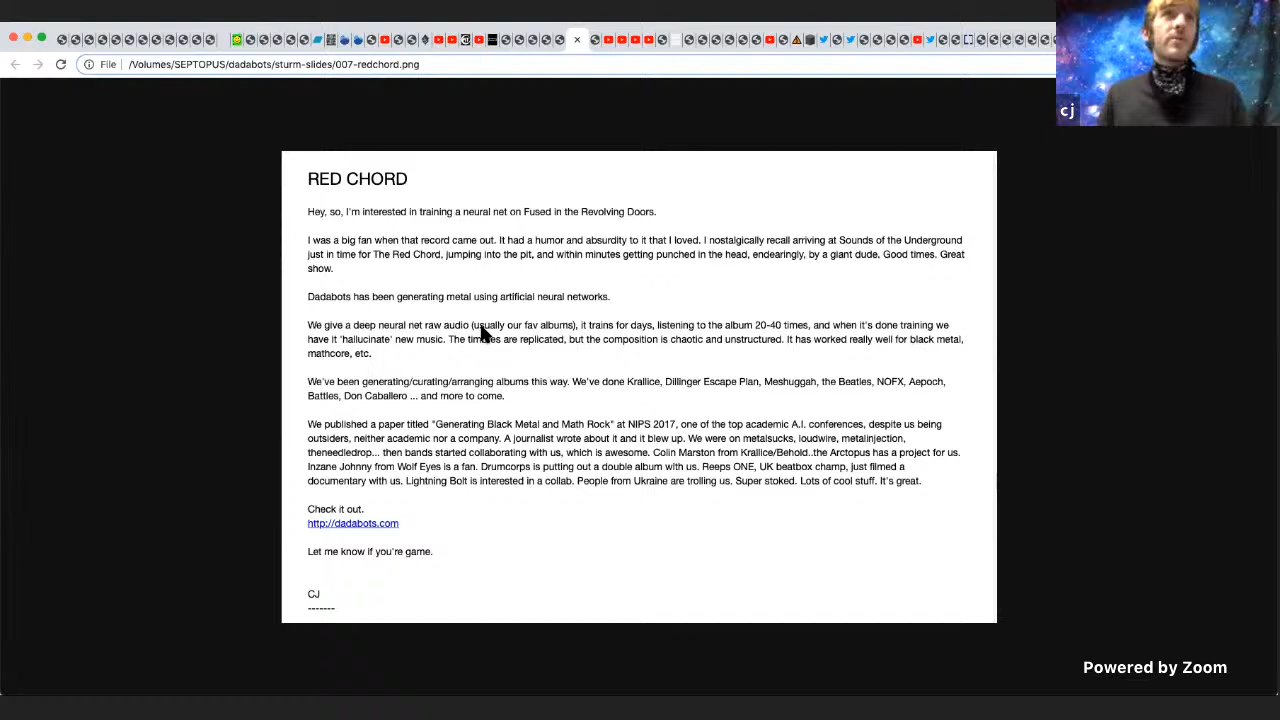 File
/Volumes/SEPTOPUS/dadabots/sturm-slides/007-redchord.png
cj
RED CHORD
Hey, so, I'm interested in training a neural net on Fused in the Revolving Doors.
I was a big fan when that record came out. It had a humor and absurdity to it that I loved. I nostalgically recall arriving at Sounds of the Underground
just in time for The Red Chord, jumping into the pit, and within minutes getting punched in the head, endearingly, by a giant dude. Good times. Great
show.
Dadabots has been generating metal using artificial neural networks.
We give a deep neural net raw audio (usually our fav albums), it trains for days, listening to the album 20-40 times, and when it's done training we
have it 'hallucinate' new music. The timbres are replicated, but the composition is chaotic and unstructured. It has worked really well for black metal,
mathcore, etc.
We've been generating/curating/arranging albums this way. We've done Krallice, Dillinger Escape Plan, Meshuggah, the Beatles, NOFX, Aepoch,
Battles, Don Caballero ... and more to come.
We published a paper titled "Generating Black Metal and Math Rock" at NIPS 2017, one of the top academic A.I. conferences, despite us being
outsiders, neither academic nor a company. A journalist wrote about it and it blew up. We were on metalsucks, loudwire, metalinjection,
theneedledrop... then bands started collaborating with us, which is awesome. Colin Marston from Krallice/Behold..the Arctopus has a project for us.
Inzane Johnny from Wolf Eyes is a fan. Drumcorps is putting out a double album with us. Reeps ONE, UK beatbox champ, just filmed a
documentary with us. Lightning Bolt is interested in a collab. People from Ukraine are trolling us. Super stoked. Lots of cool stuff. It's great.
Check it out.
http://dadabots.com
Let me know if you're game.
CJ
-------
Powered by Zoom